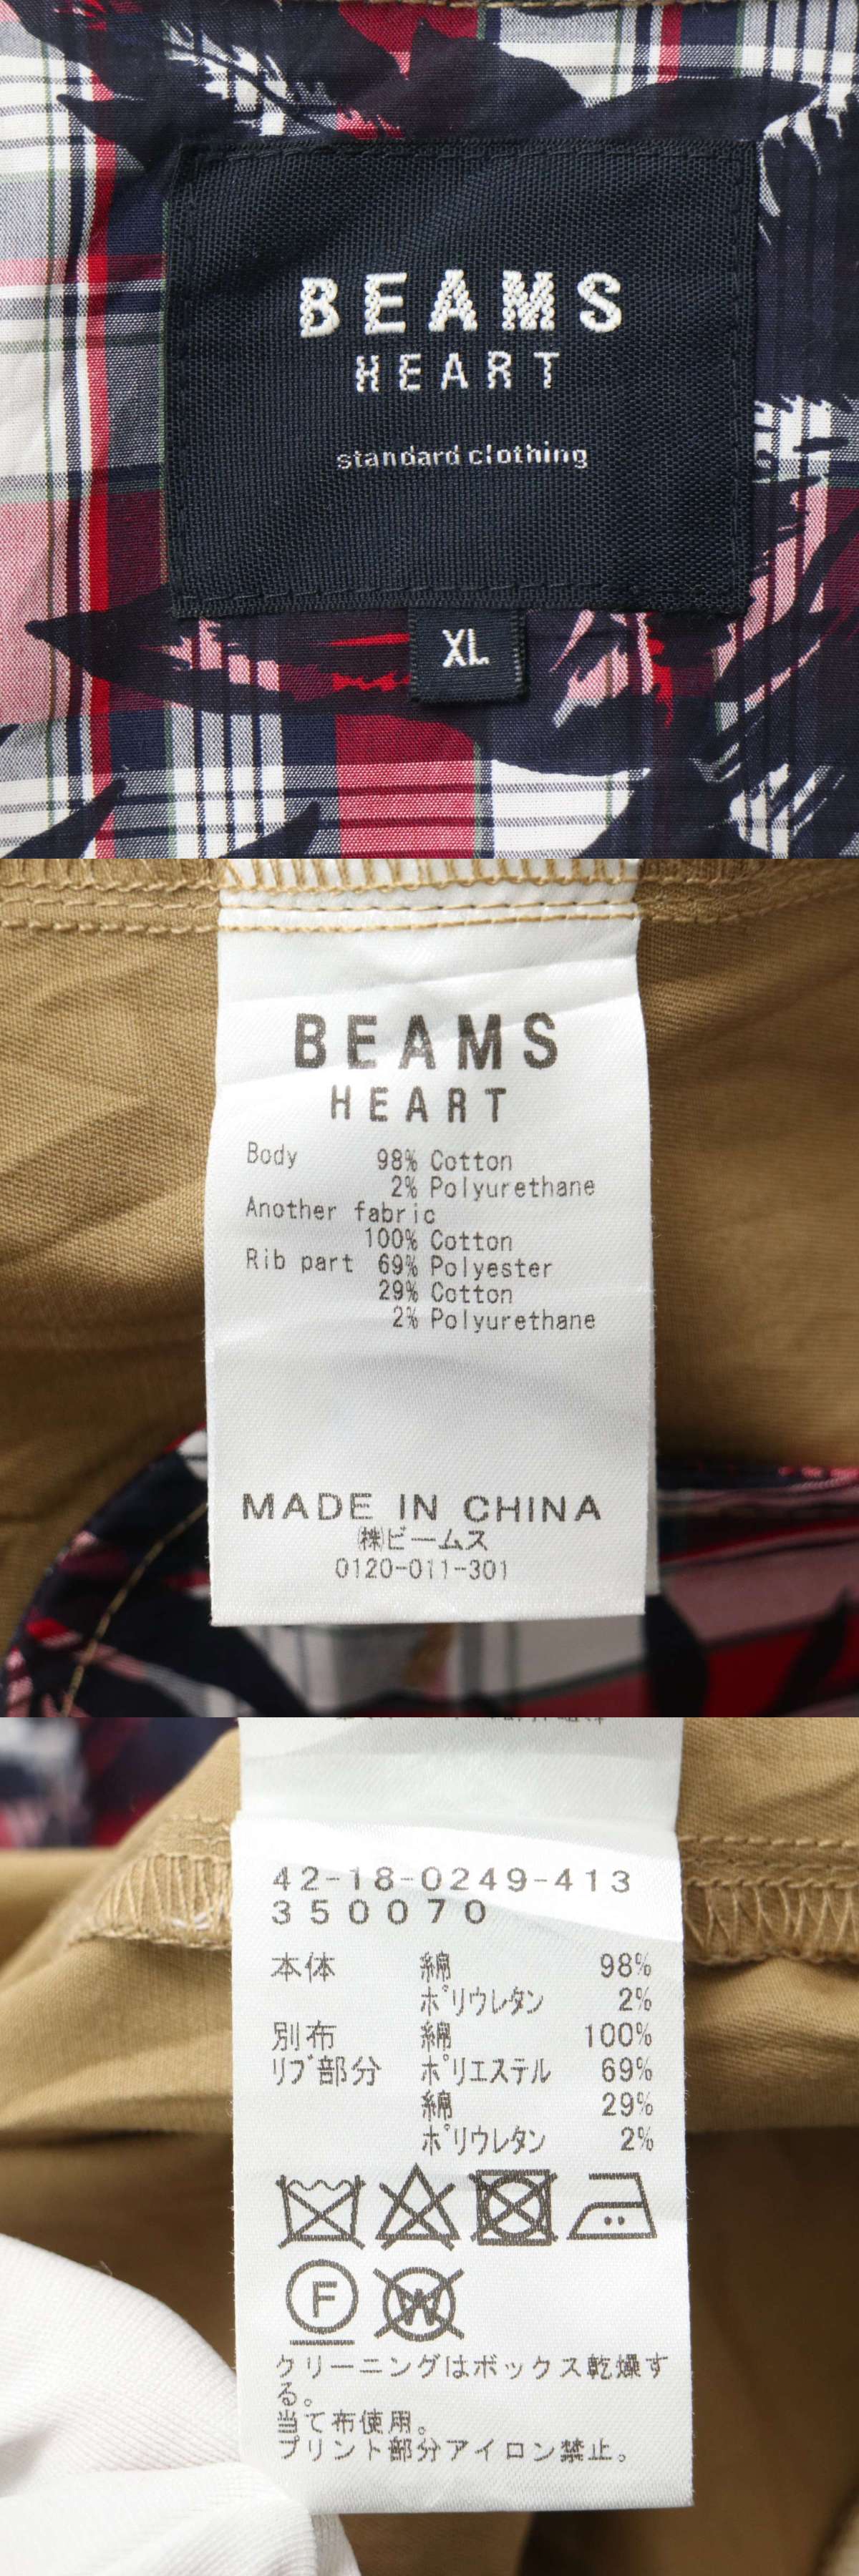 BEAMS
HEART
standard clothing
XL
BEAMS
HEART
Body 98% Cotton
2% Polyurethane
Another fabric
100% Cotton
Rib part 69% Polyester
29% Cotton
2% Polyurethane
MADE IN CHINA
㈱ビームス
0120-011-301
42-18-0249-413
350070
本体 綿 98%
ポリウレタン 2%
別布 綿 100%
リブ部分 ポリエステル 69%
綿 29%
ポリウレタン 2%
F W
クリーニングはボックス乾燥す
る。
当て布使用。
プリント部分アイロン禁止。